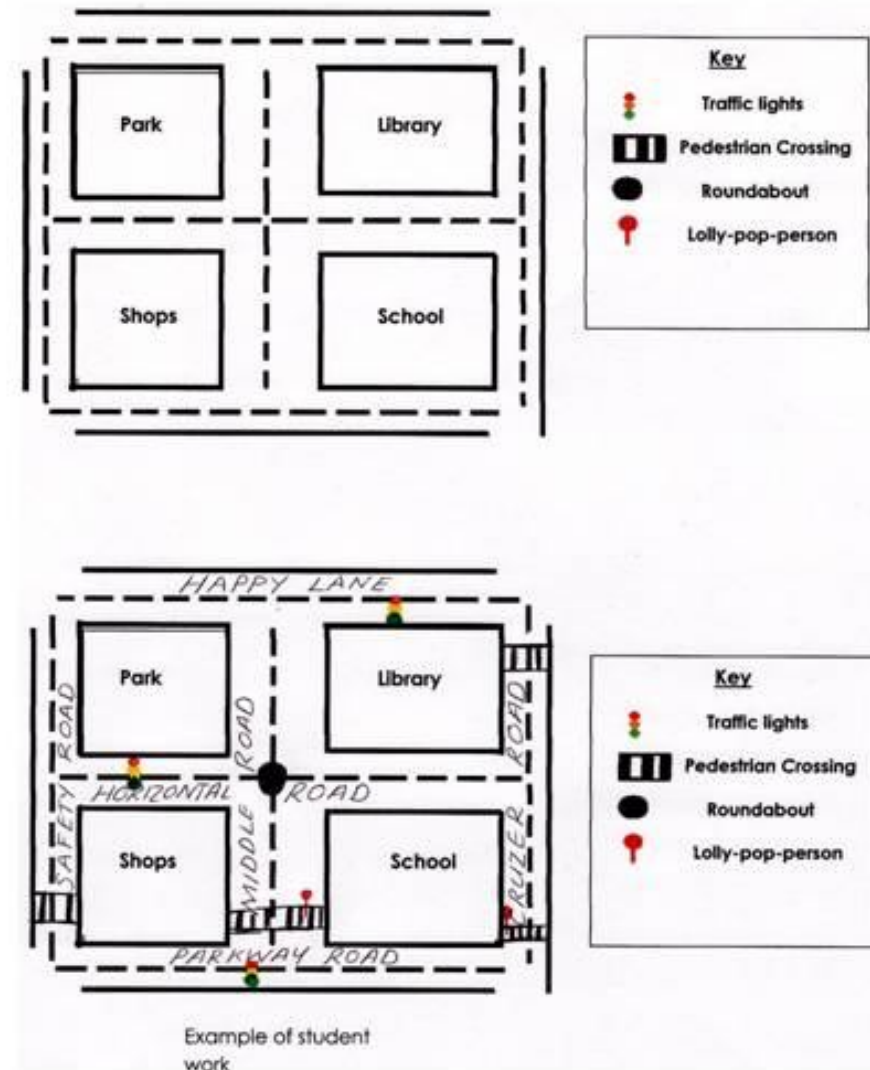 Park
Library
Shops
School
Key
Traffic lights
Pedestrian Crossing
Roundabout
Lolly-pop-person
HAPPY LANE
Park
Library
SAFETY ROAD
MIDDLE ROAD
CRUZER ROAD
HORIZONTAL ROAD
Shops
School
PARKWAY ROAD
Key
Traffic lights
Pedestrian Crossing
Roundabout
Lolly-pop-person
Example of student
work